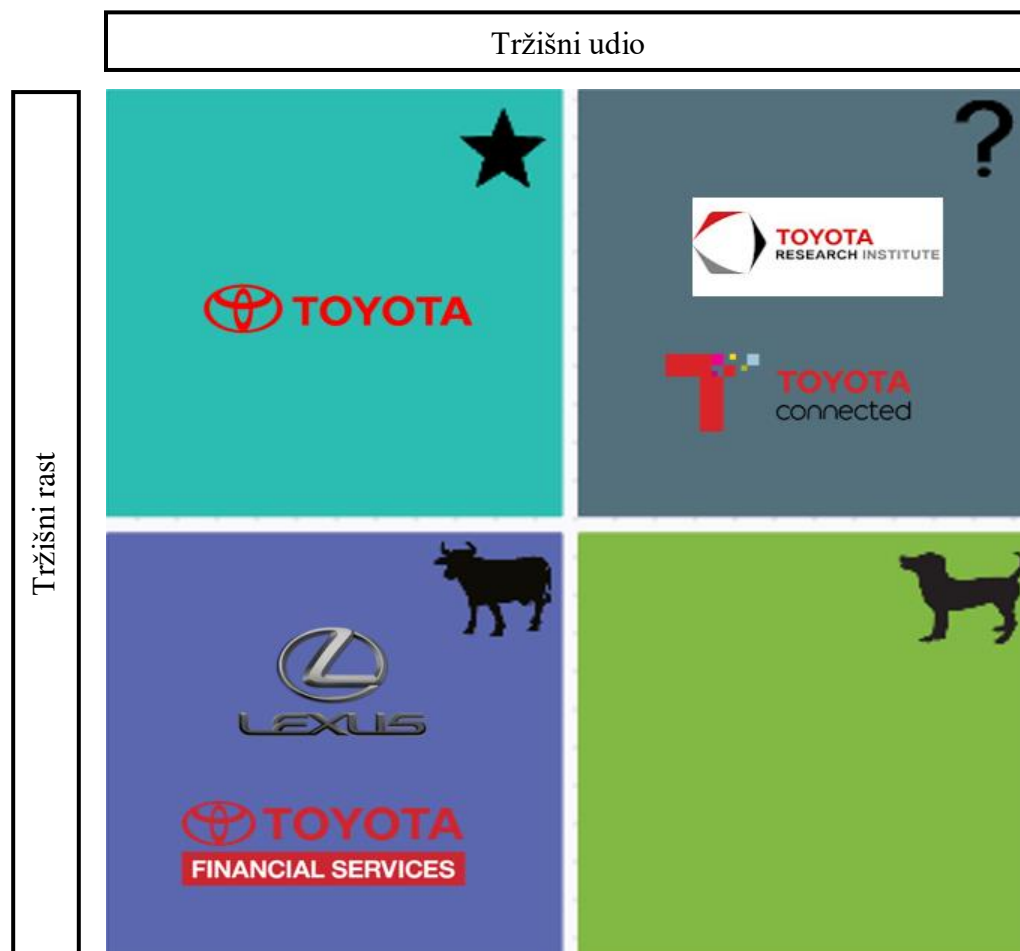 Tržišni udio
Tržišni rast
?
TOYOTA
TOYOTA
RESEARCH INSTITUTE
TOYOTA
connected
LEXUS
TOYOTA
FINANCIAL SERVICES